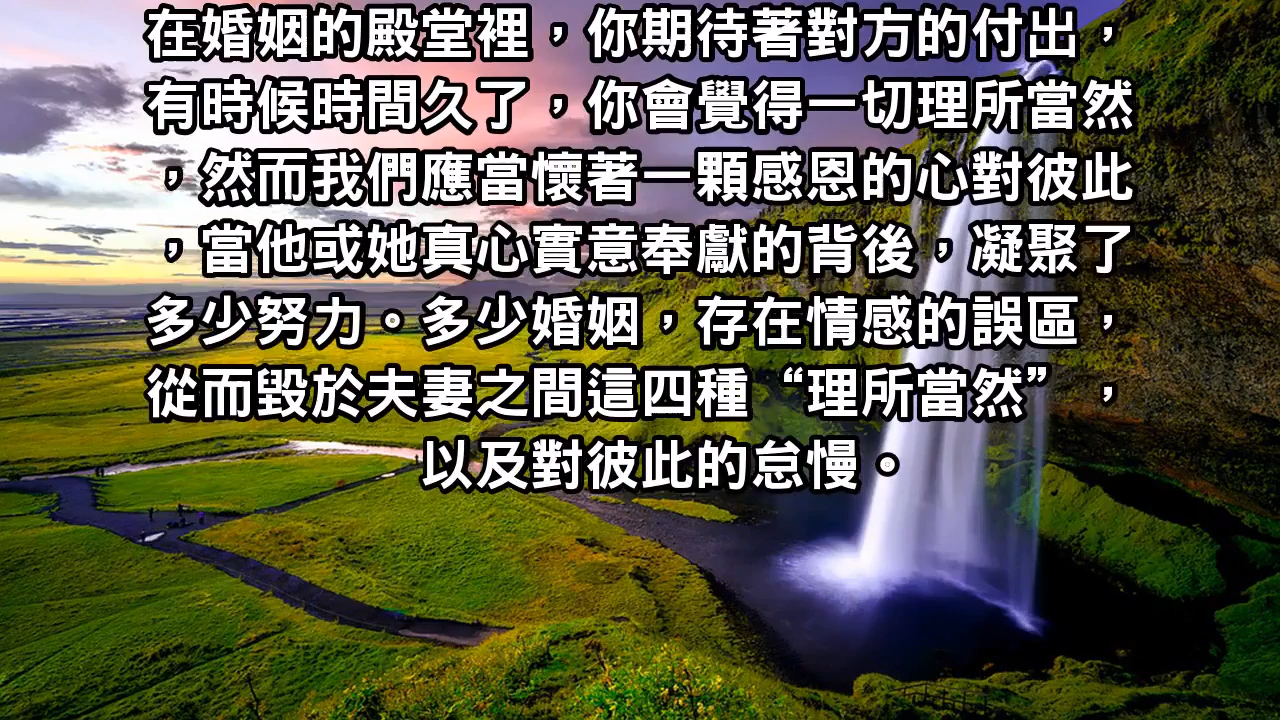 在婚姻的殿堂裡，你期待著對方的付出，
有時候時間久了，你會覺得一切理所當然
，然而我們應當懷著一顆感恩的心對彼此
，當他或她真心實意奉獻的背後，凝聚了
多少努力。多少婚姻，存在情感的誤區，
從而毀於夫妻之間這四種“理所當然”，
以及對彼此的怠慢。